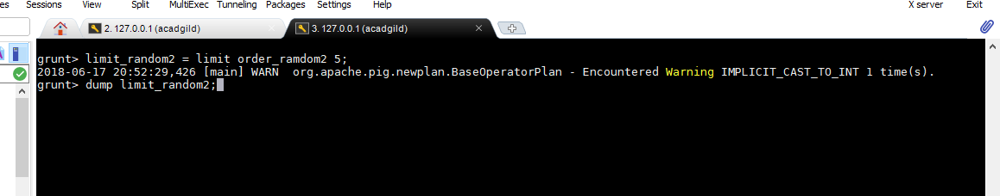 es Sessions View Split MultiExec Tunneling Packages Settings Help X server Exit
2. 127.0.0.1 (acadgild) 3. 127.0.0.1 (acadgild)
grunt> limit_random2 = limit order_ramdom2 5;
2018-06-17 20:52:29,426 [main] WARN org.apache.pig.newplan.BaseOperatorPlan - Encountered Warning IMPLICIT_CAST_TO_INT 1 time(s).
grunt> dump limit_random2;